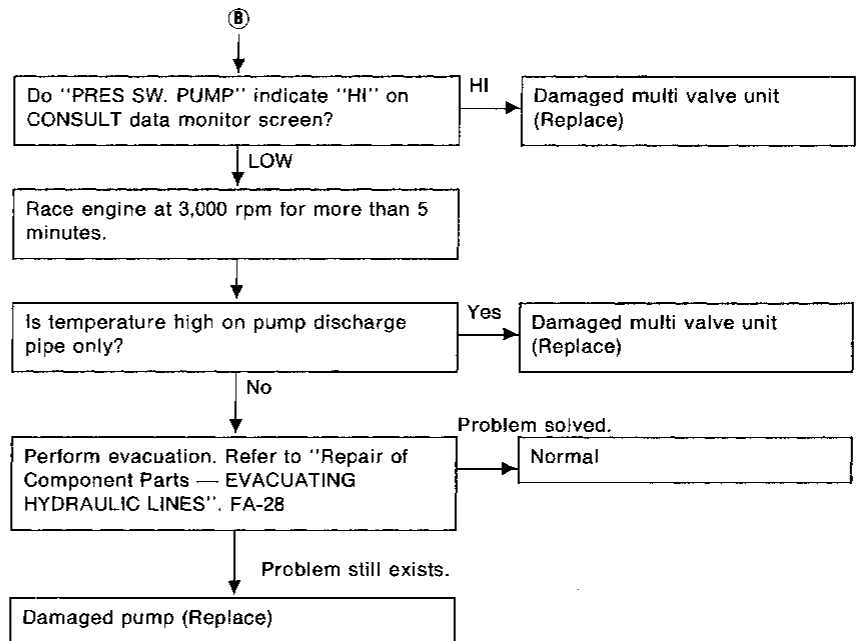 B
Do "PRES SW. PUMP" indicate "HI" on
CONSULT data monitor screen?
HI
Damaged multi valve unit
(Replace)
LOW
Race engine at 3,000 rpm for more than 5
minutes.
Is temperature high on pump discharge
pipe only?
Yes
Damaged multi valve unit
(Replace)
No
Perform evacuation. Refer to "Repair of
Component Parts — EVACUATING
HYDRAULIC LINES". FA-28
Problem solved.
Normal
Problem still exists.
Damaged pump (Replace)